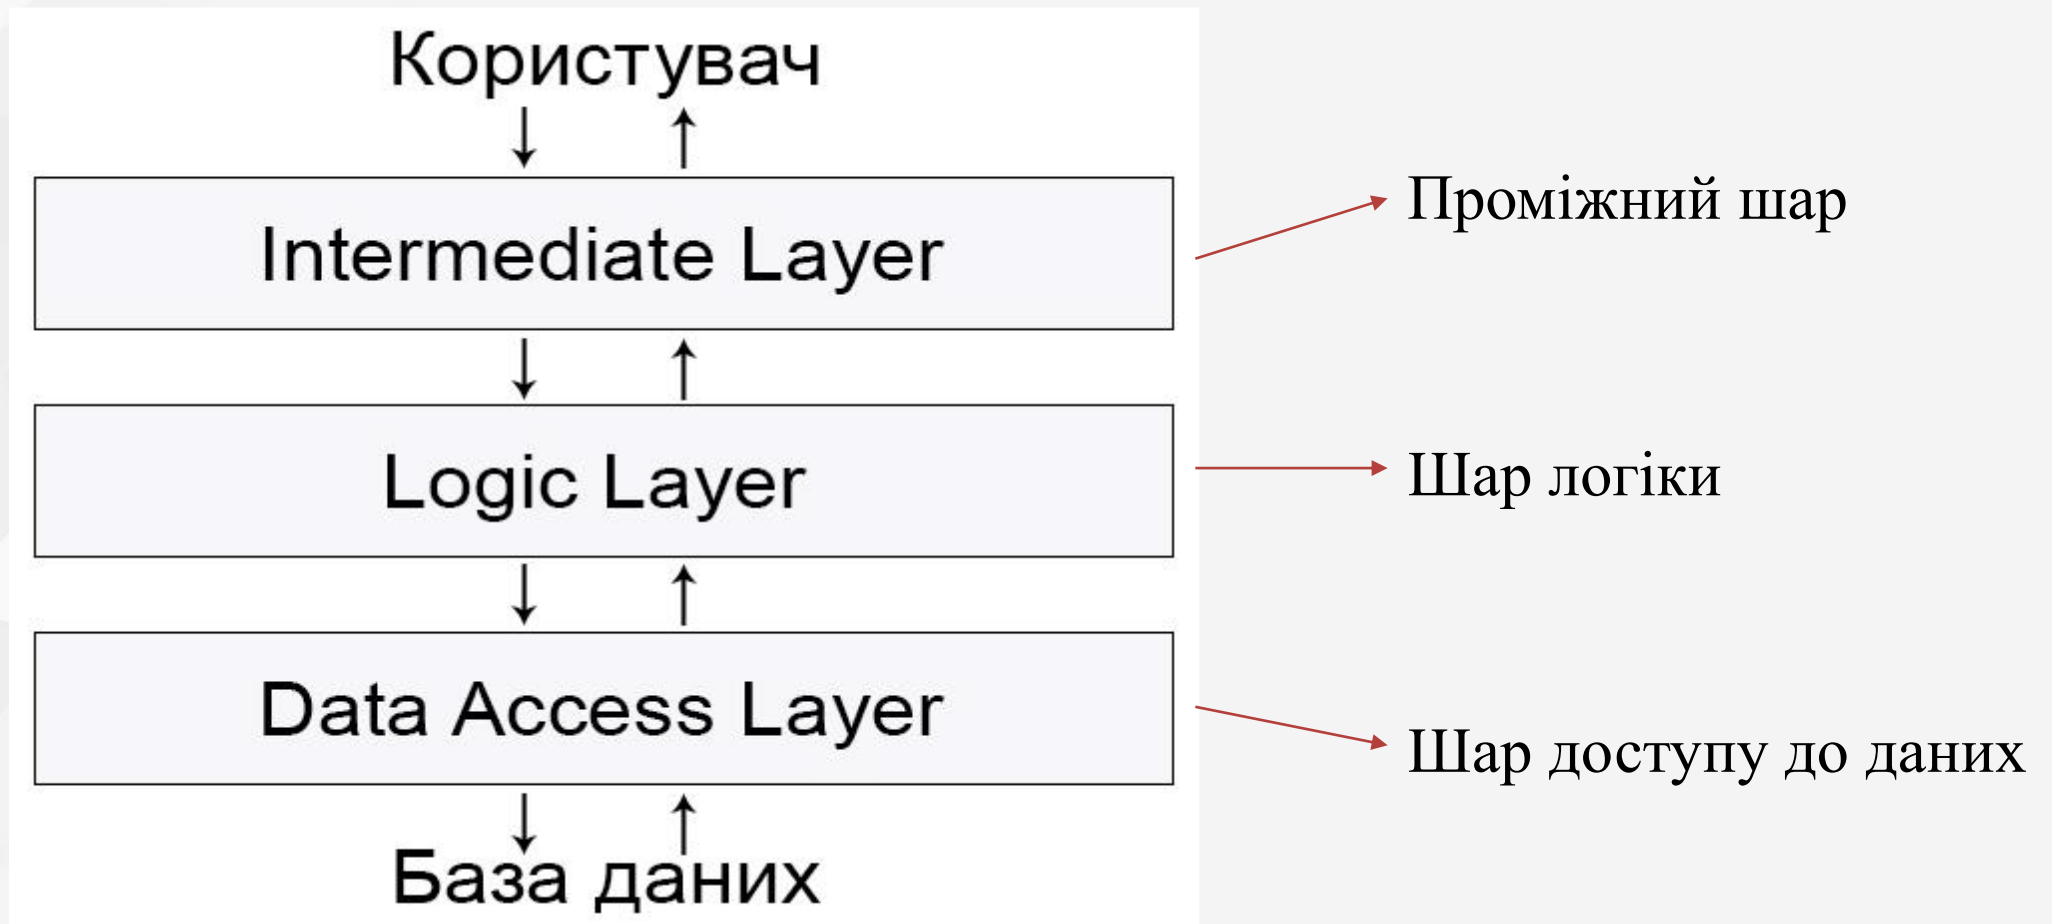 Користувач
Intermediate Layer
Проміжний шар
Logic Layer
Шар логіки
Data Access Layer
Шар доступу до даних
База даних